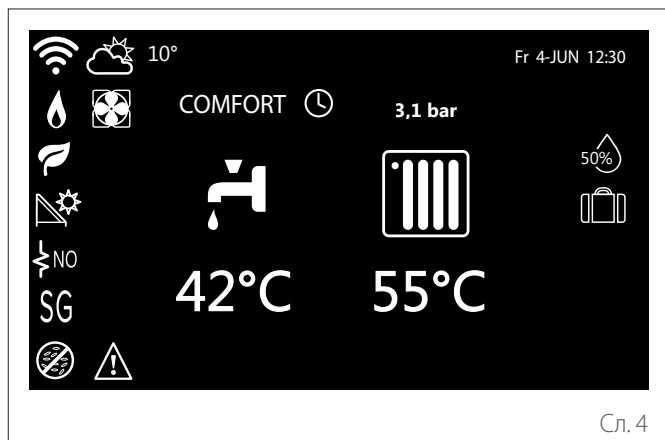 10°
Fr 4-JUN 12:30
COMFORT
3,1 bar
50%
NO
42°C
55°C
SG
Сл. 4